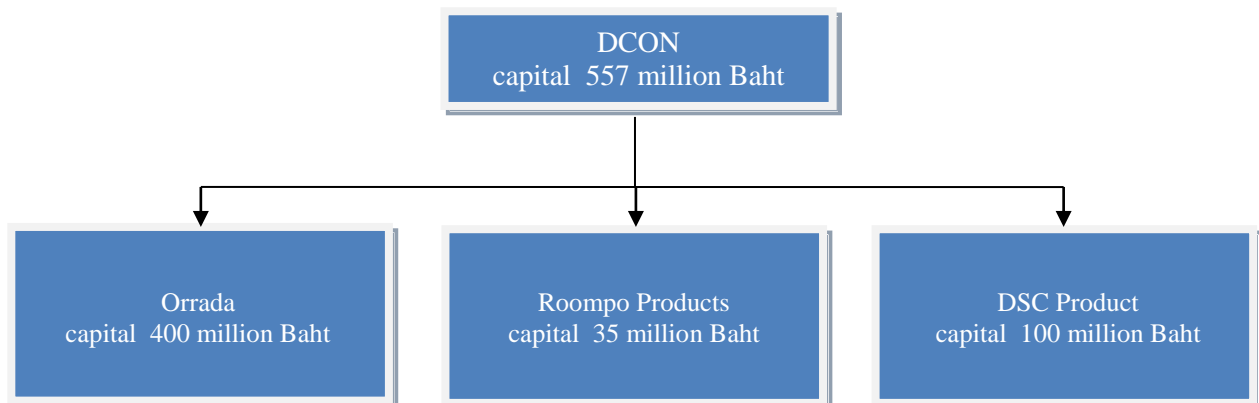 DCON
capital 557 million Baht
Orrada
capital 400 million Baht
Roompo Products
capital 35 million Baht
DSC Product
capital 100 million Baht